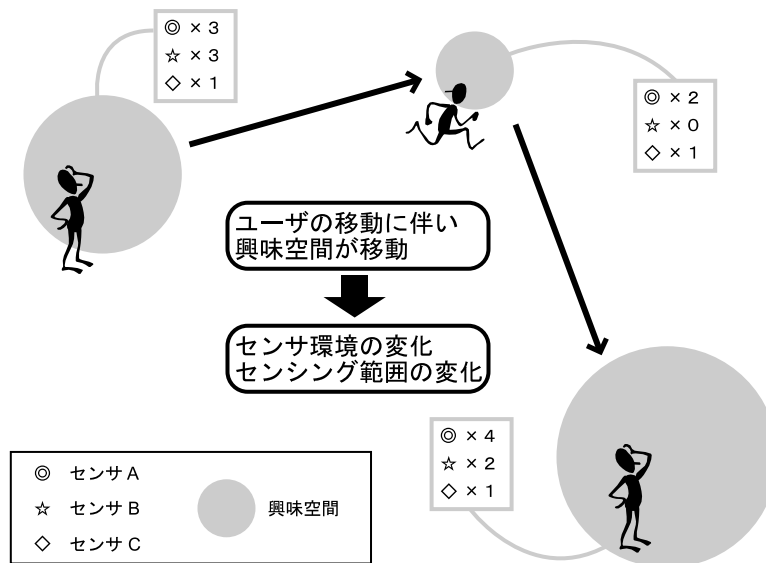 ◎ × 3
☆ × 3
◇ × 1
◎ × 2
☆ × 0
◇ × 1
ユーザの移動に伴い
興味空間が移動
センサ環境の変化
センシング範囲の変化
◎ × 4
☆ × 2
◇ × 1
◎ センサA
☆ センサB
◇ センサC
興味空間